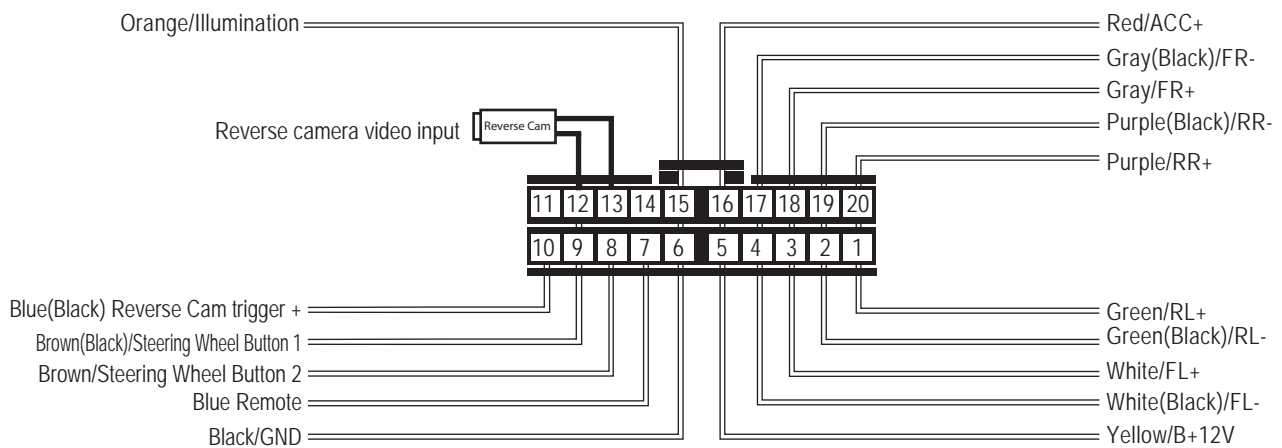 Orange/Illumination
Red/ACC+
Gray(Black)/FR-
Gray/FR+
Purple(Black)/RR-
Purple/RR+
Reverse camera video input
Reverse Cam
11 12 13 14 15 16 17 18 19 20
10 9 8 7 6 5 4 3 2 1
Blue(Black) Reverse Cam trigger +
Brown(Black)/Steering Wheel Button 1
Brown/Steering Wheel Button 2
Blue Remote
Black/GND
Green/RL+
Green(Black)/RL-
White/FL+
White(Black)/FL-
Yellow/B+12V